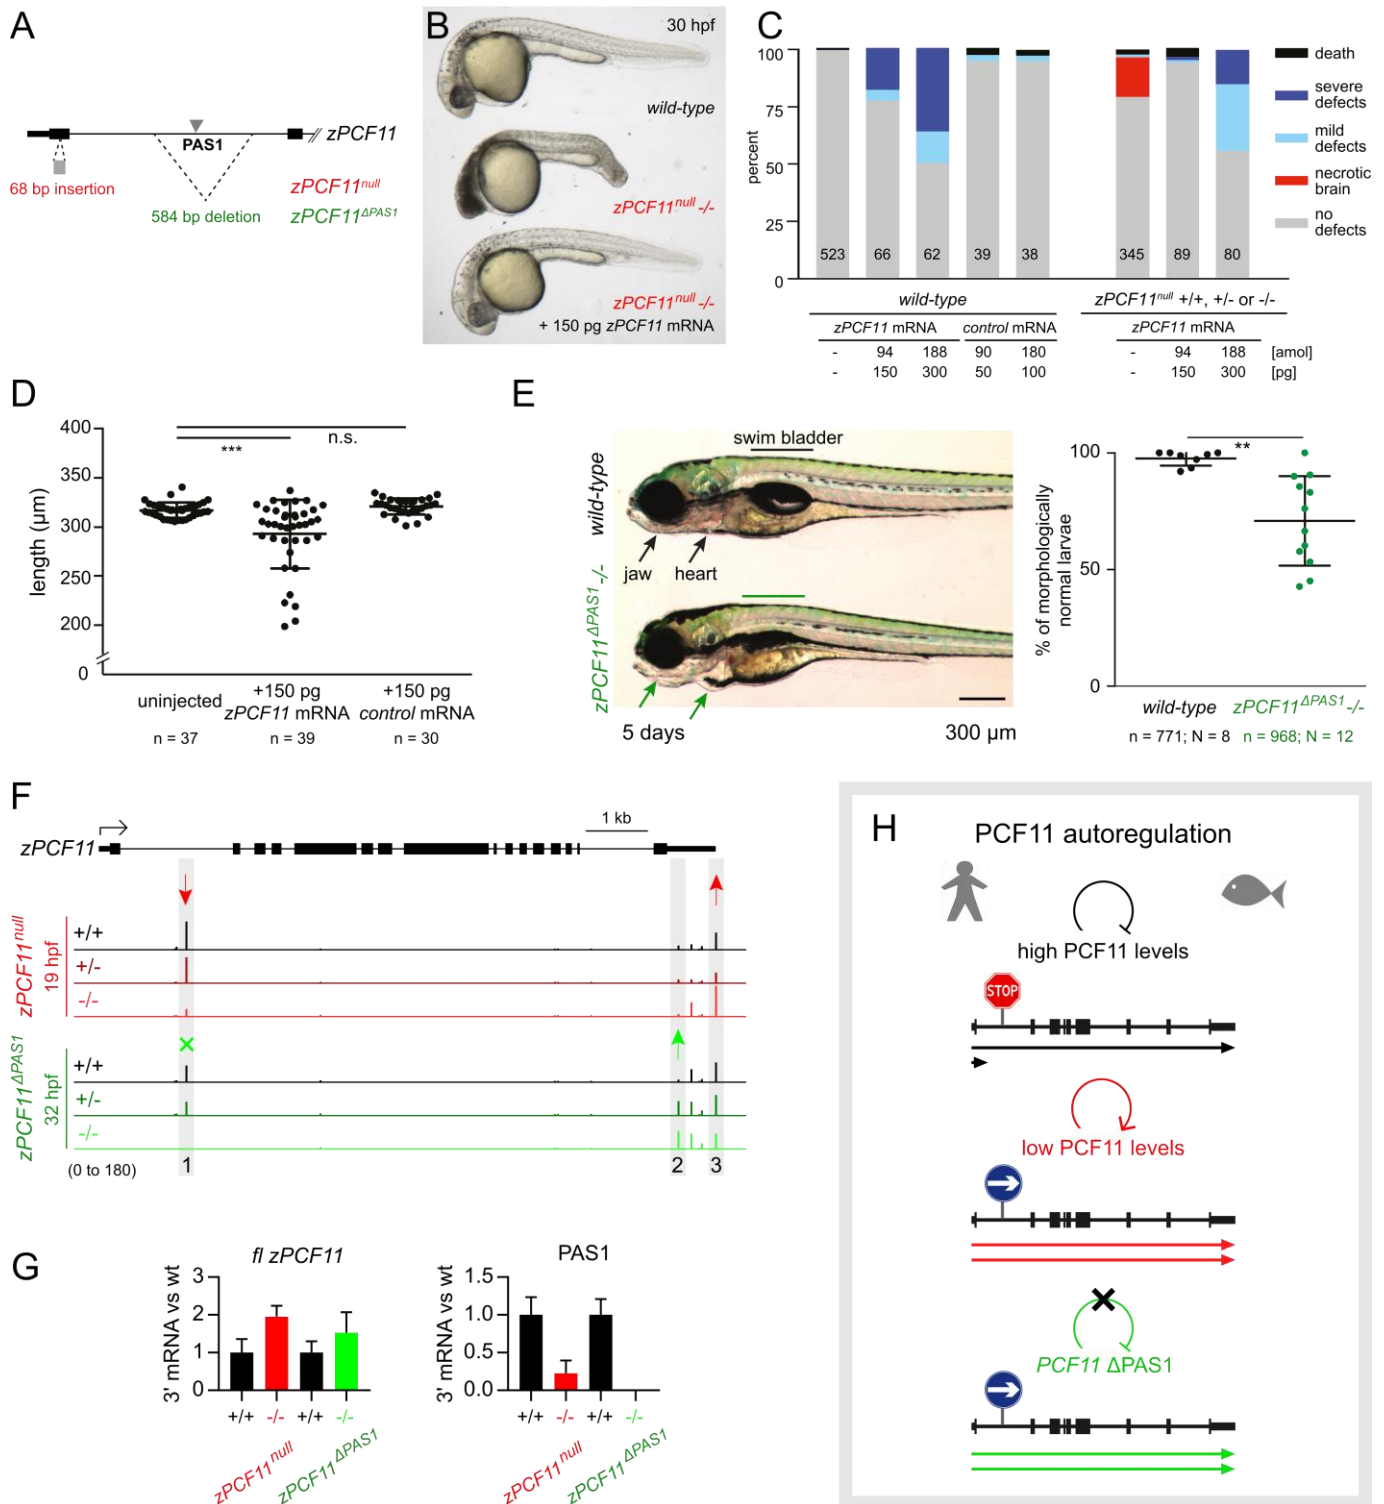 A
PAS1
zPCF11
68 bp insertion
584 bp deletion
zPCF11null
zPCF11ΔPAS1
B
30 hpf
wild-type
zPCF11null -/-
zPCF11null -/-
+ 150 pg zPCF11 mRNA
C
percent
100
75
50
25
0
523 66 62 39 38 345 89 80
death
severe
defects
mild
defects
necrotic
brain
no
defects
wild-type
zPCF11null +/+, +/- or -/-
zPCF11 mRNA control mRNA zPCF11 mRNA
- 94 188 90 180 - 94 188 [amol]
- 150 300 50 100 - 150 300 [pg]
D
length (μm)
400
350
300
250
200
0
***
n.s.
uninjected
+150 pg
zPCF11 mRNA
+150 pg
control mRNA
n = 37 n = 39 n = 30
E
wild-type
zPCF11ΔPAS1-/-
swim bladder
jaw heart
5 days 300 μm
% of morphologically
normal larvae
100
50
0
**
wild-type zPCF11ΔPAS1-/-
n = 771; N = 8 n = 968; N = 12
F
1 kb
zPCF11
zPCF11null
19 hpf
+/+
+/-
-/-
zPCF11ΔPAS1
32 hpf
+/+
+/-
-/-
(0 to 180) 1 2 3
G
fl zPCF11
3' mRNA vs wt
3
2
1
0
+/+ -/- +/+ -/-
zPCF11null
zPCF11ΔPAS1
PAS1
3' mRNA vs wt
1.5
1.0
0.5
0.0
+/+ -/- +/+ -/-
zPCF11null
zPCF11ΔPAS1
H
PCF11 autoregulation
high PCF11 levels
STOP
low PCF11 levels
PCF11 ΔPAS1